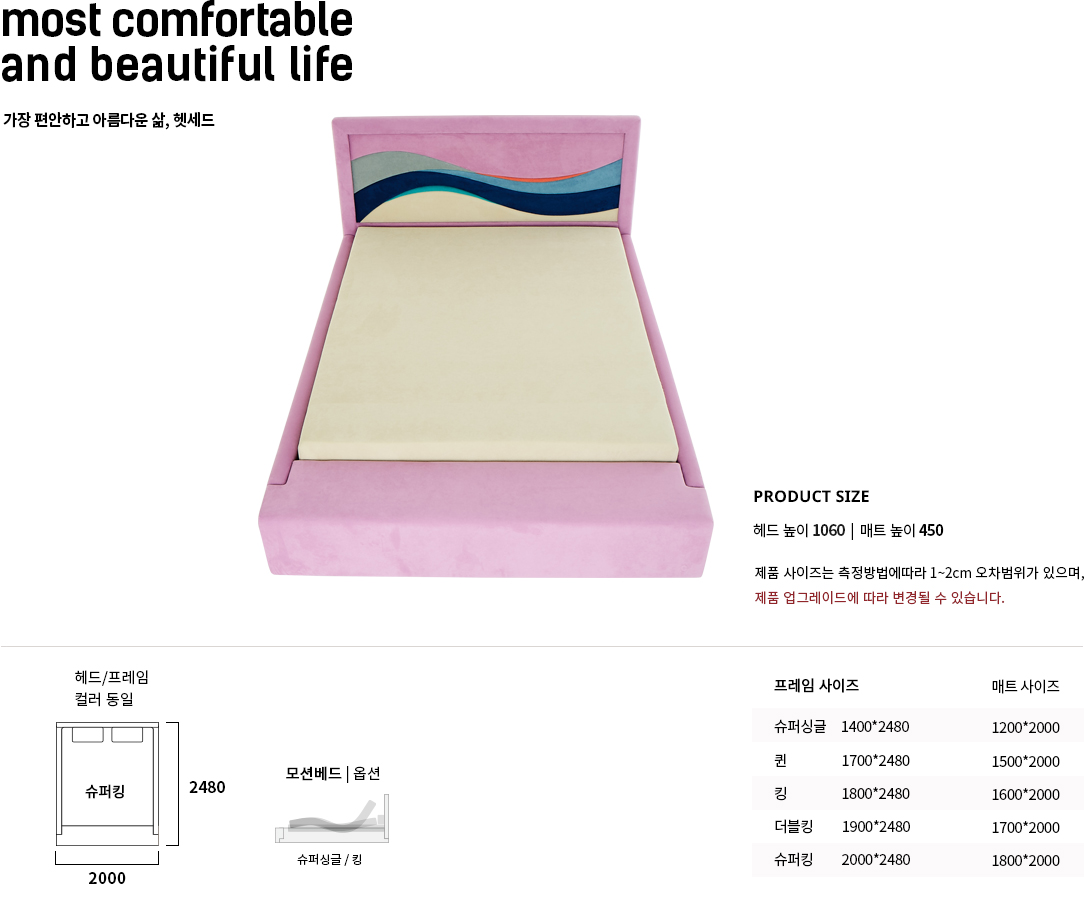 most comfortable
and beautiful life
가장 편안하고 아름다운 삶, 헷세드
PRODUCT SIZE
헤드 높이 1060 | 매트 높이 450
제품 사이즈는 측정방법에따라 1~2cm 오차범위가 있으며,
제품 업그레이드에 따라 변경될 수 있습니다.
헤드/프레임
컬러 동일
슈퍼킹
2480
2000
모션베드 | 옵션
슈퍼싱글 / 킹
프레임 사이즈 매트 사이즈
슈퍼싱글 1400*2480 1200*2000
퀸 1700*2480 1500*2000
킹 1800*2480 1600*2000
더블킹 1900*2480 1700*2000
슈퍼킹 2000*2480 1800*2000